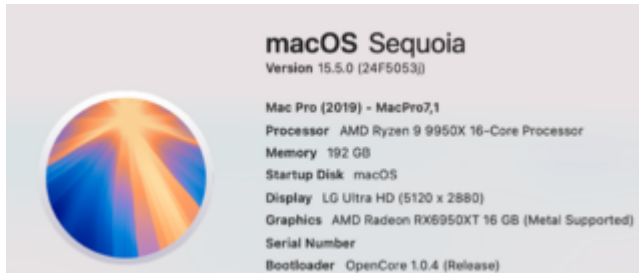 macOS Sequoia
Version 15.5.0 (24F5053j)
Mac Pro (2019) - MacPro7,1
Processor AMD Ryzen 9 9950X 16-Core Processor
Memory 192 GB
Startup Disk macOS
Display LG Ultra HD (5120 x 2880)
Graphics AMD Radeon RX6950XT 16 GB (Metal Supported)
Serial Number
Bootloader OpenCore 1.0.4 (Release)